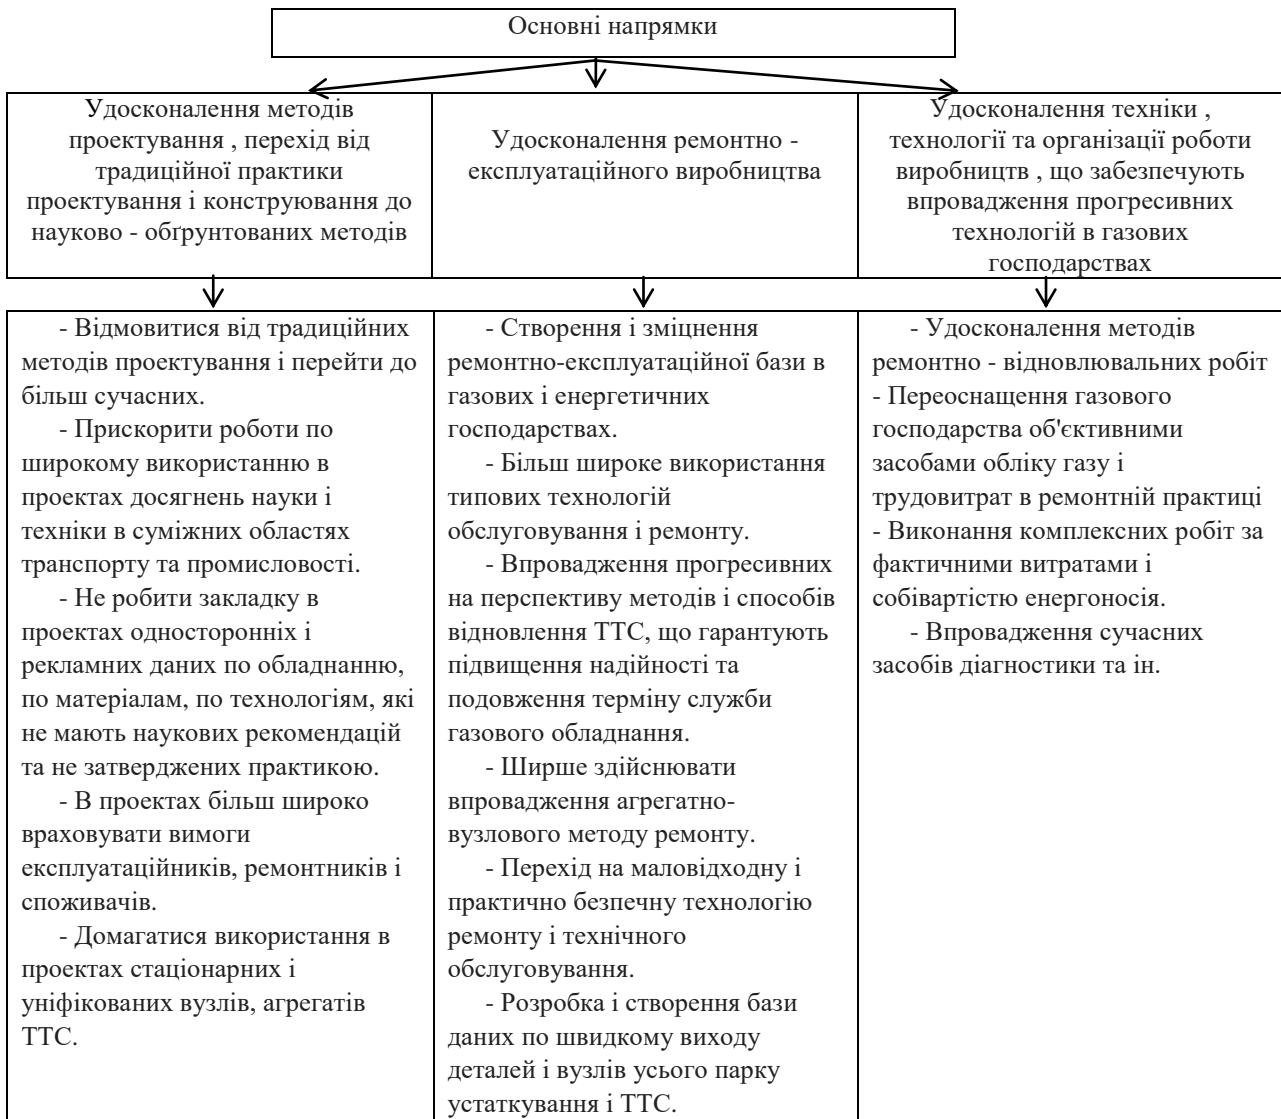 Основні напрямки
Удосконалення методів
проектування , перехід від
традиційної практики
проектування і конструювання до
науково - обґрунтованих методів
Удосконалення ремонтно -
експлуатаційного виробництва
Удосконалення техніки ,
технології та організації роботи
виробництв , що забезпечують
впровадження прогресивних
технологій в газових
господарствах
- Відмовитися від традиційних
методів проектування і перейти до
більш сучасних.
- Прискорити роботи по
широкому використанню в
проектах досягнень науки і
техніки в суміжних областях
транспорту та промисловості.
- Не робити закладку в
проектах односторонніх і
рекламних даних по обладнанню,
по матеріалам, по технологіям, які
не мають наукових рекомендацій
та не затверджених практикою.
- В проектах більш широко
враховувати вимоги
експлуатаційників, ремонтників і
споживачів.
- Домагатися використання в
проектах стаціонарних і
уніфікованих вузлів, агрегатів
ТТС.
- Створення і зміцнення
ремонтно-експлуатаційної бази в
газових і енергетичних
господарствах.
- Більш широке використання
типових технологій
обслуговування і ремонту.
- Впровадження прогресивних
на перспективу методів і способів
відновлення ТТС, що гарантують
підвищення надійності та
подовження терміну служби
газового обладнання.
- Ширше здійснювати
впровадження агрегатно-
вузлового методу ремонту.
- Перехід на маловідходну і
практично безпечну технологію
ремонту і технічного
обслуговування.
- Розробка і створення бази
даних по швидкому виходу
деталей і вузлів усього парку
устаткування і ТТС.
- Удосконалення методів
ремонтно - відновлювальних робіт
- Переоснащення газового
господарства об'єктивними
засобами обліку газу і
трудовитрат в ремонтній практиці
- Виконання комплексних робіт за
фактичними витратами і
собівартістю енергоносія.
- Впровадження сучасних
засобів діагностики та ін.